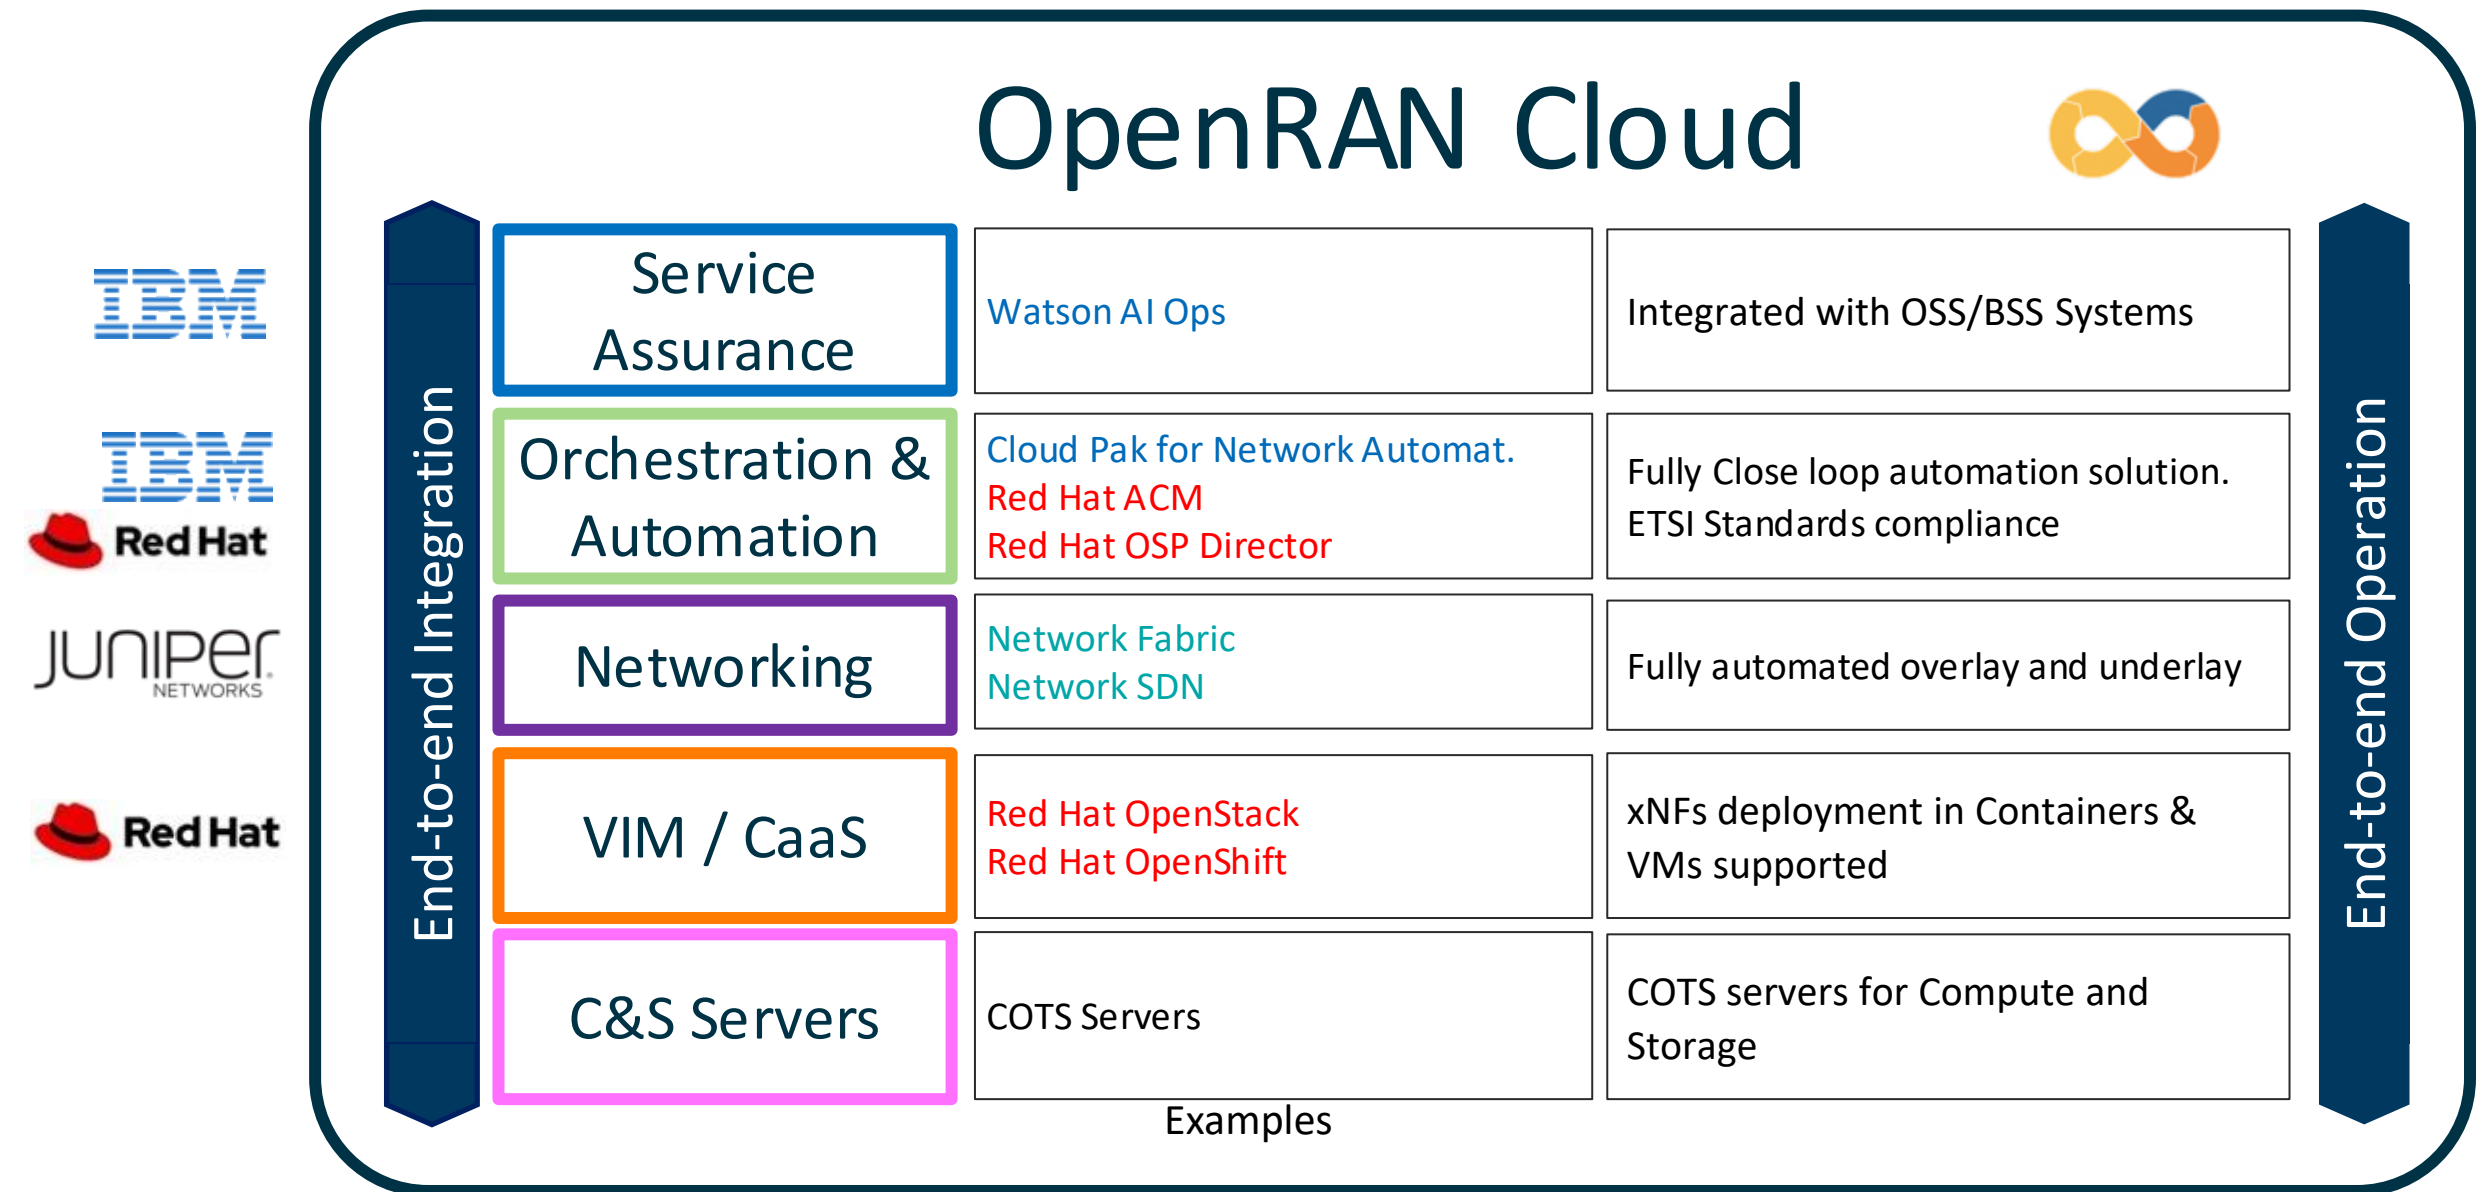 OpenRAN Cloud
IBM
Service
Assurance
Watson AI Ops
Integrated with OSS/BSS Systems
IBM
Red Hat
Orchestration &
Automation
Cloud Pak for Network Automat.
Red Hat ACM
Red Hat OSP Director
Fully Close loop automation solution.
ETSI Standards compliance
JUNIPER
NETWORKS
Networking
Network Fabric
Network SDN
Fully automated overlay and underlay
Red Hat
VIM / CaaS
Red Hat OpenStack
Red Hat OpenShift
xNFs deployment in Containers &
VMs supported
C&S Servers
COTS Servers
COTS servers for Compute and
Storage
Examples
End-to-end Integration
End-to-end Operation